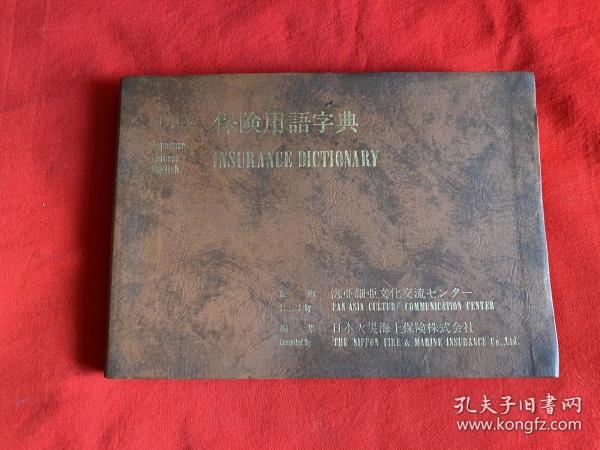 保険用語字典
Japanese
Chinese
English
INSURANCE DICTIONARY
汎亜細亜文化交流センター
PAN-ASIA CULTURE COMMUNICATION CENTER
編集 日本火災海上保険株式会社
Compiled by THE NIPPON FIRE & MARINE INSURANCE Co.,Ltd.
孔夫子旧书网
www.kongfz.com